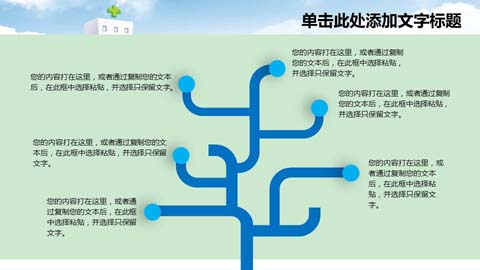 单击此处添加文字标题
您的内容打在这里，或者通过复制
您的文本后，在此框中选择粘贴，
并选择只保留文字。
您的内容打在这里，或者通过复制您的文本
后，在此框中选择粘贴，并选择只保留文字。
您的内容打在这里，或者通过复
制您的文本后，在此框中选择粘
贴，并选择只保留文字。
您的内容打在这里，或者通过复制您的文本
后，在此框中选择粘贴，并选择只保留
文字。
您的内容打在这里，或
者通过复制您的文本
后，在此框中选择粘
贴，并选择只保留文
字。
您的内容打在这里，或者通
过复制您的文本后，在此框
中选择粘贴，并选择只保留
文字。